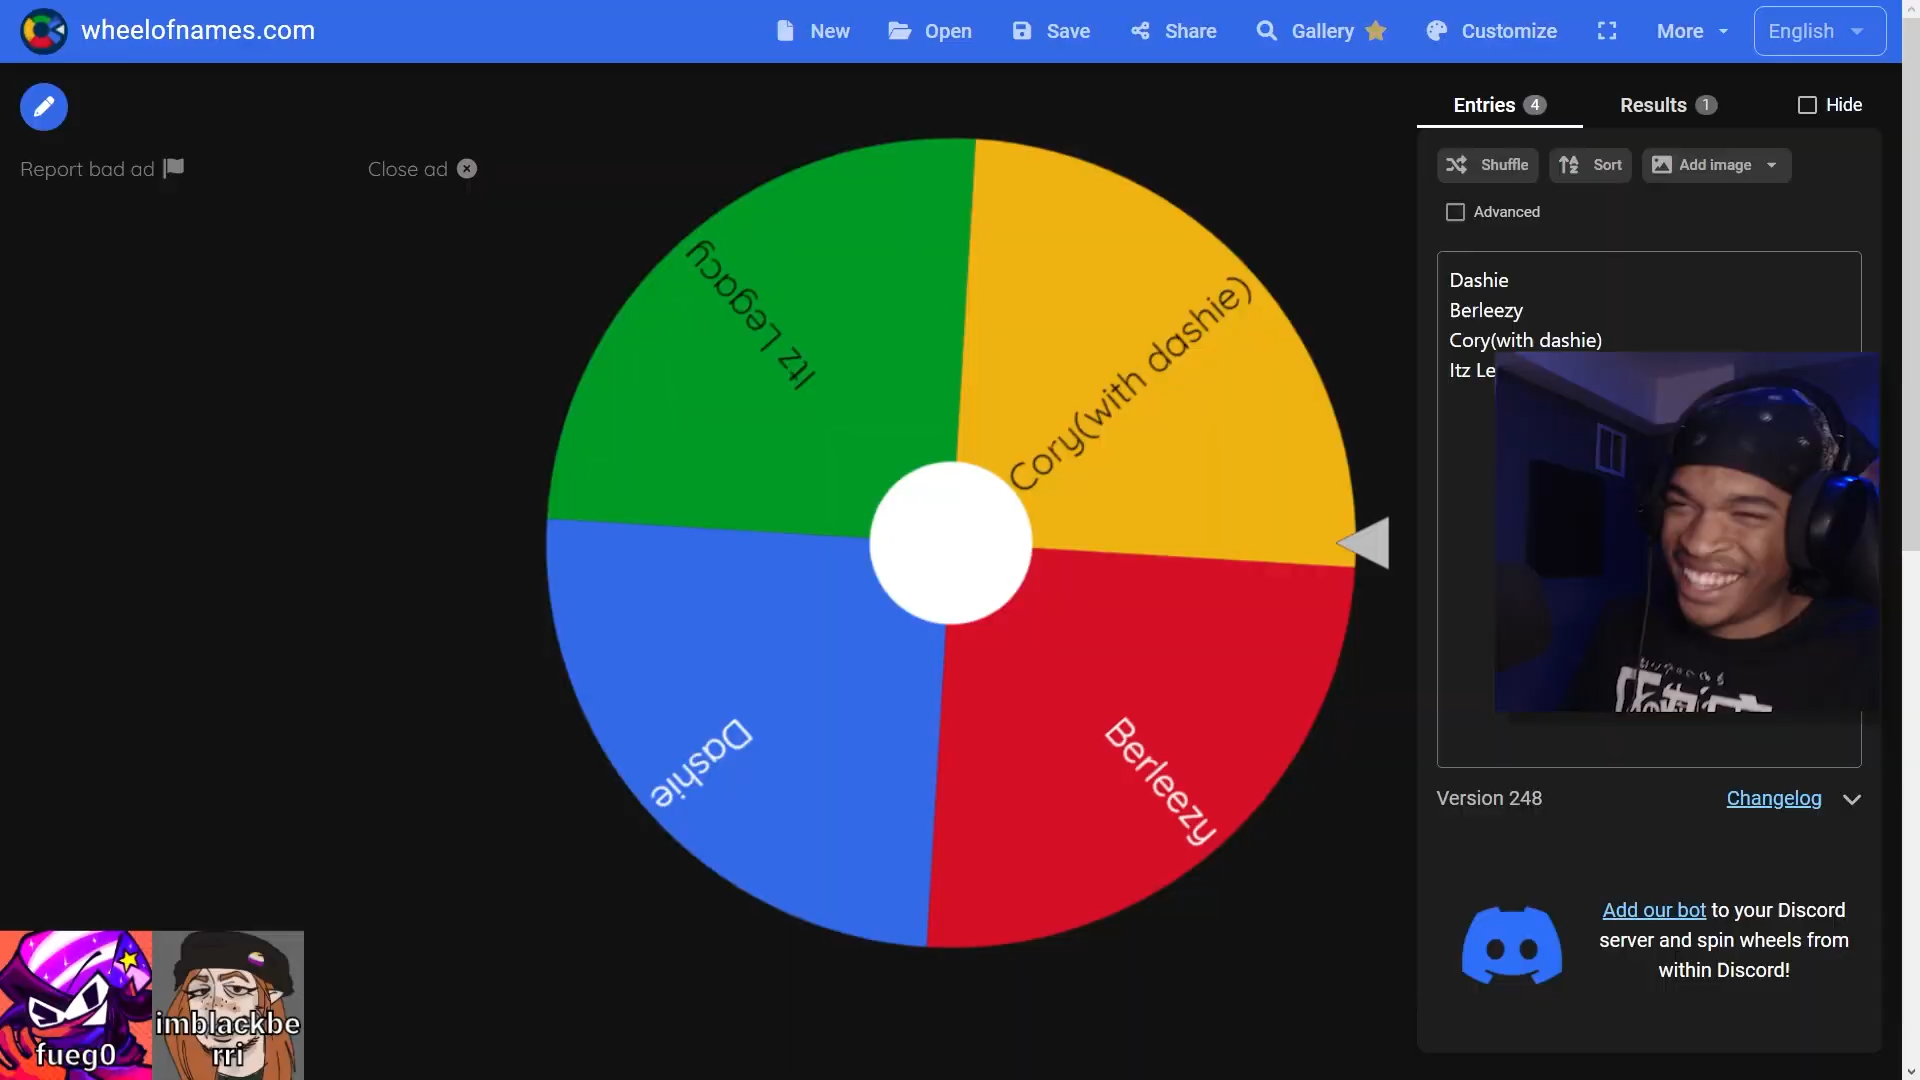 wheelofnames.com
New
Open
Save
Share
Gallery
Customize
More
English
Report bad ad
Close ad
Entries 4
Results 1
Hide
Shuffle
Sort
Add image
Advanced
Dashie
Berleezy
Cory(with dashie)
Itz Le
Itz Legacy
Cory(with dashie)
Dashie
Berleezy
Version 248
Changelog
Add our bot to your Discord
server and spin wheels from
within Discord!
fueg0
imblackbe
rri